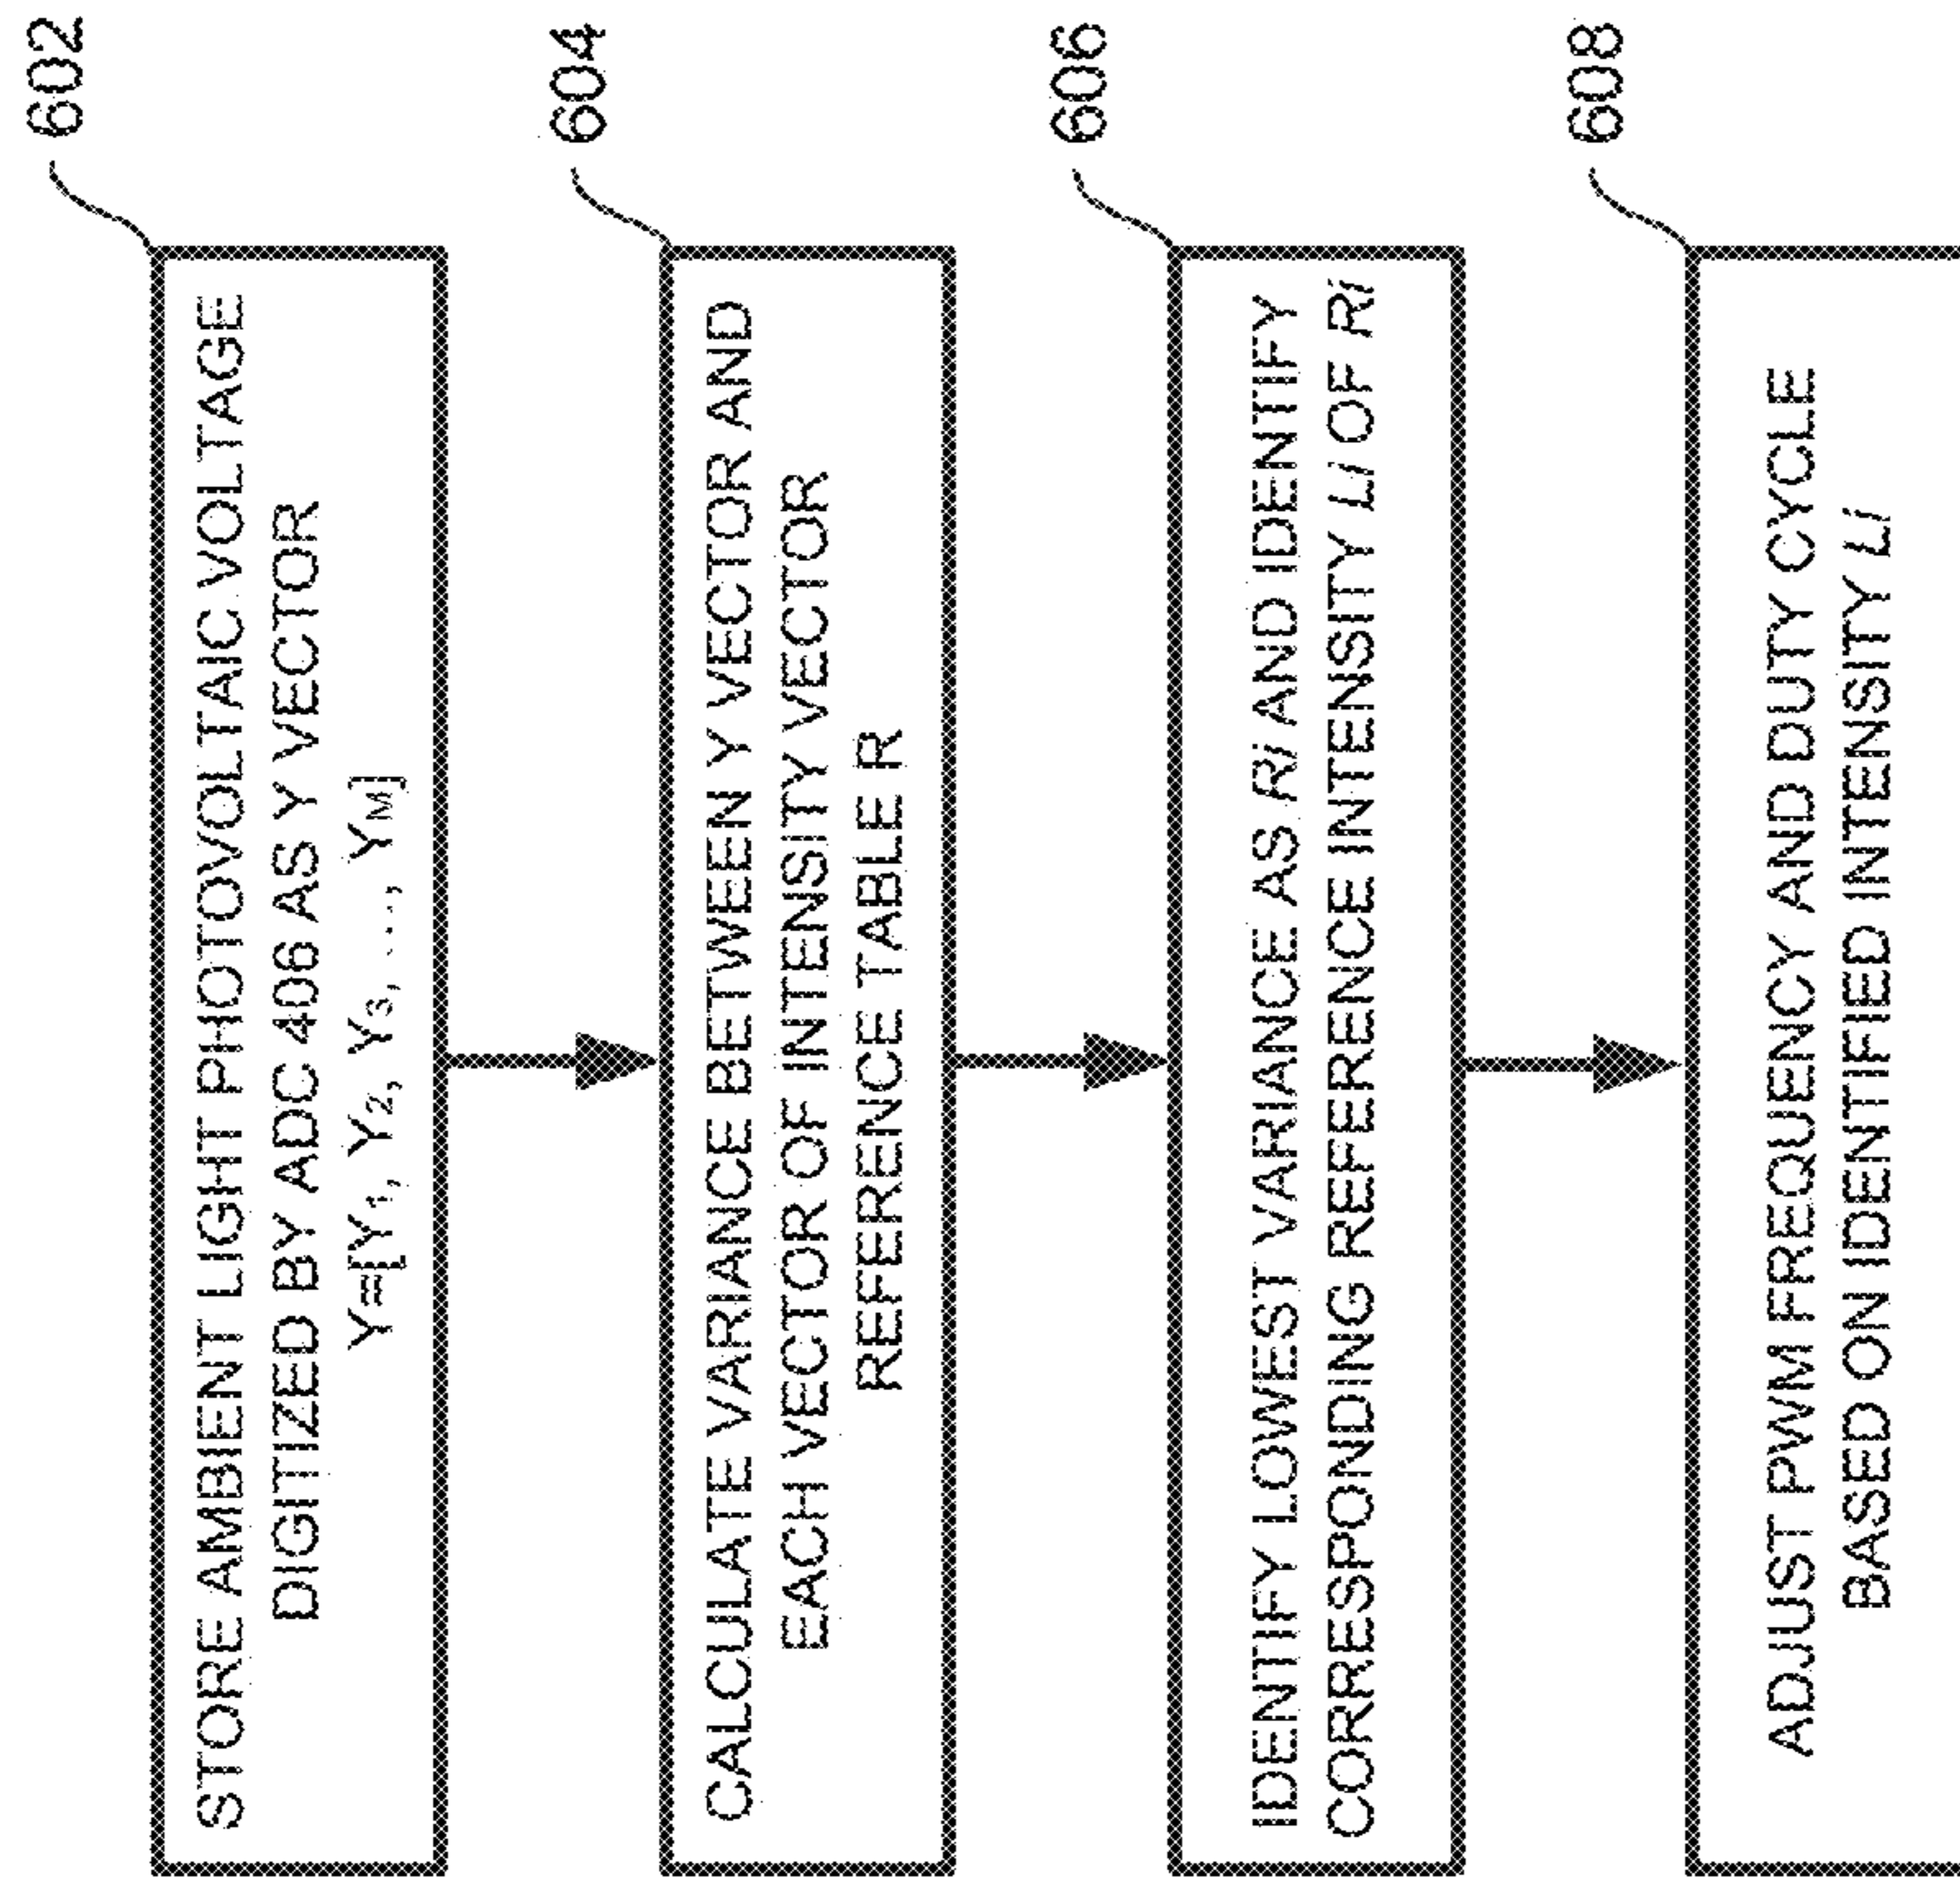 602
STORE AMBIENT LIGHT PHOTOVOLTAIC VOLTAGE
DIGITIZED BY ADC 406 AS Y VECTOR
Y=[Y₁, Y₂, Y₃, ..., Y_M]
604
CALCULATE VARIANCE BETWEEN Y VECTOR AND
EACH VECTOR OF INTENSITY VECTOR
REFERENCE TABLE R
606
IDENTIFY LOWEST VARIANCE AS Ri AND IDENTIFY
CORRESPONDING REFERENCE INTENSITY Li OF Ri
608
ADJUST PWM FREQUENCY AND DUTY CYCLE
BASED ON IDENTIFIED INTENSITY Li